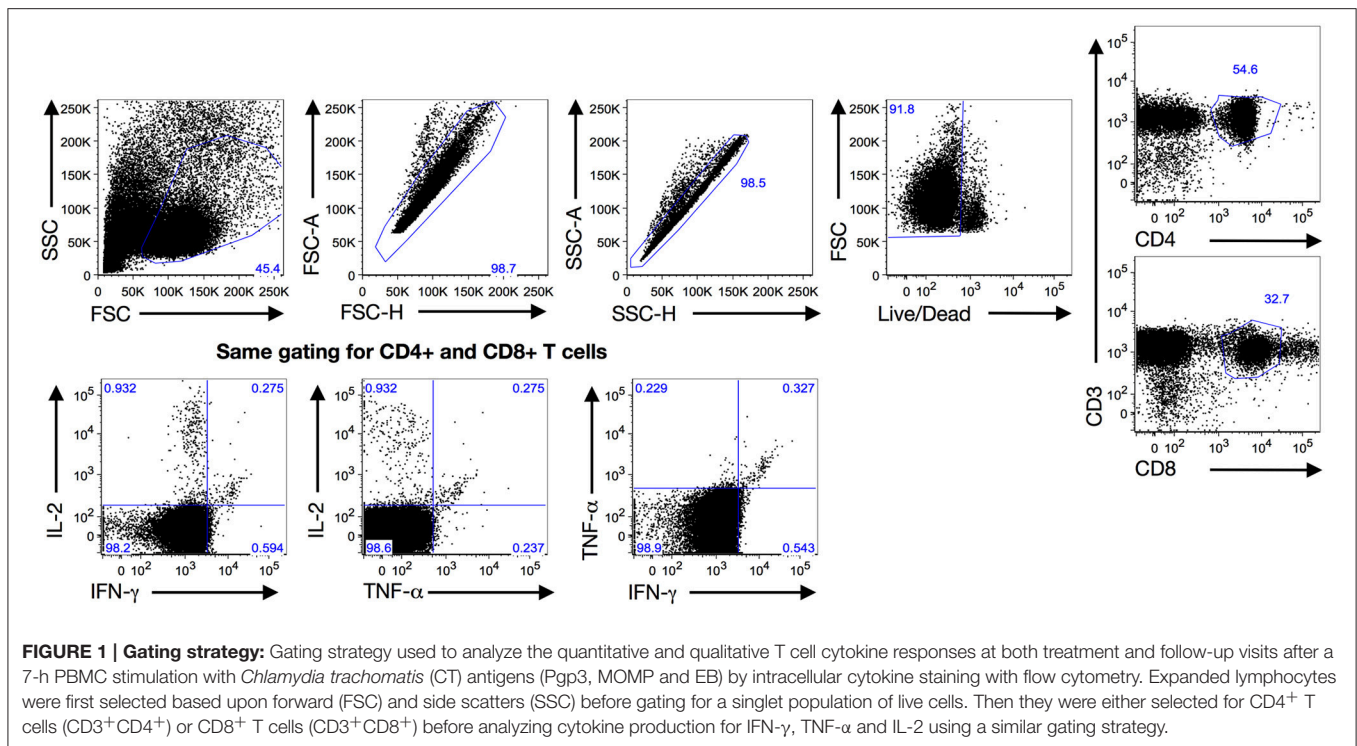 SSC
250K
200K
150K
100K
50K
0
45.4
0 50K 100K 150K 200K 250K
FSC
FSC-A
250K
200K
150K
100K
50K
0
98.7
0 50K 100K 150K 200K 250K
FSC-H
SSC-A
250K
200K
150K
100K
50K
0
98.5
0 50K 100K 150K 200K 250K
SSC-H
FSC
91.8
250K
200K
150K
100K
50K
0
0 10² 10³ 10⁴ 10⁵
Live/Dead
54.6
10⁵
10⁴
10³
10²
0
0 10² 10³ 10⁴ 10⁵
CD4
32.7
10⁵
10⁴
10³
10²
0
0 10² 10³ 10⁴ 10⁵
CD3
CD8
Same gating for CD4+ and CD8+ T cells
IL-2
0.932 0.275
10⁵
10⁴
10³
10²
0
98.2 0.594
0 10² 10³ 10⁴ 10⁵
IFN-γ
IL-2
0.932 0.275
10⁵
10⁴
10³
10²
0
98.6 0.237
0 10² 10³ 10⁴ 10⁵
TNF-α
TNF-α
0.229 0.327
10⁵
10⁴
10³
10²
0
98.9 0.543
0 10² 10³ 10⁴ 10⁵
IFN-γ
FIGURE 1 | Gating strategy: Gating strategy used to analyze the quantitative and qualitative T cell cytokine responses at both treatment and follow-up visits after a
7-h PBMC stimulation with Chlamydia trachomatis (CT) antigens (Pgp3, MOMP and EB) by intracellular cytokine staining with flow cytometry. Expanded lymphocytes
were first selected based upon forward (FSC) and side scatters (SSC) before gating for a singlet population of live cells. Then they were either selected for CD4⁺ T
cells (CD3⁺CD4⁺) or CD8⁺ T cells (CD3⁺CD8⁺) before analyzing cytokine production for IFN-γ, TNF-α and IL-2 using a similar gating strategy.